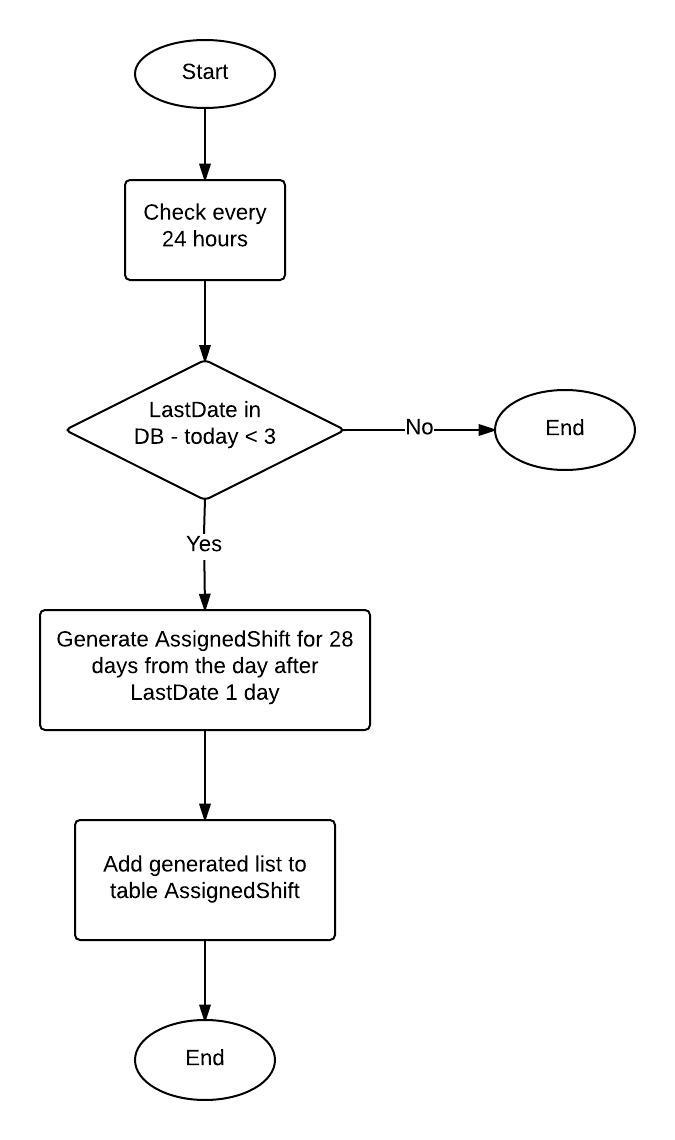 Start
Check every
24 hours
LastDate in
DB - today < 3
No
End
Yes
Generate AssignedShift for 28
days from the day after
LastDate 1 day
Add generated list to
table AssignedShift
End